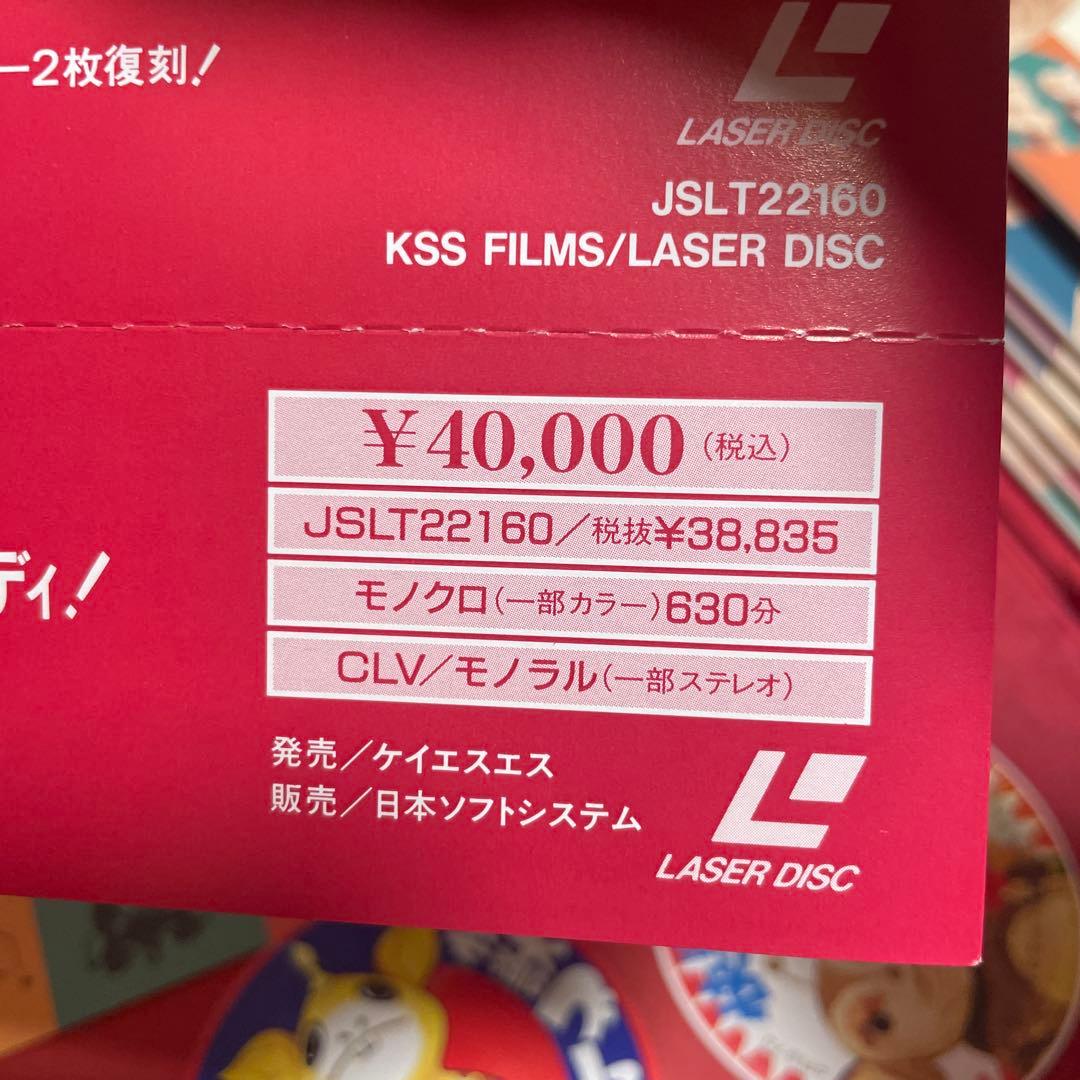 ー2枚復刻!
LASER DISC
JSLT22160
KSS FILMS/LASER DISC
¥40,000(税込)
JSLT22160/税抜¥38,835
ディ!
モノクロ(一部カラー)630分
CLV/モノラル(一部ステレオ)
発売/ケイエスエス
販売/日本ソフトシステム
LASER DISC